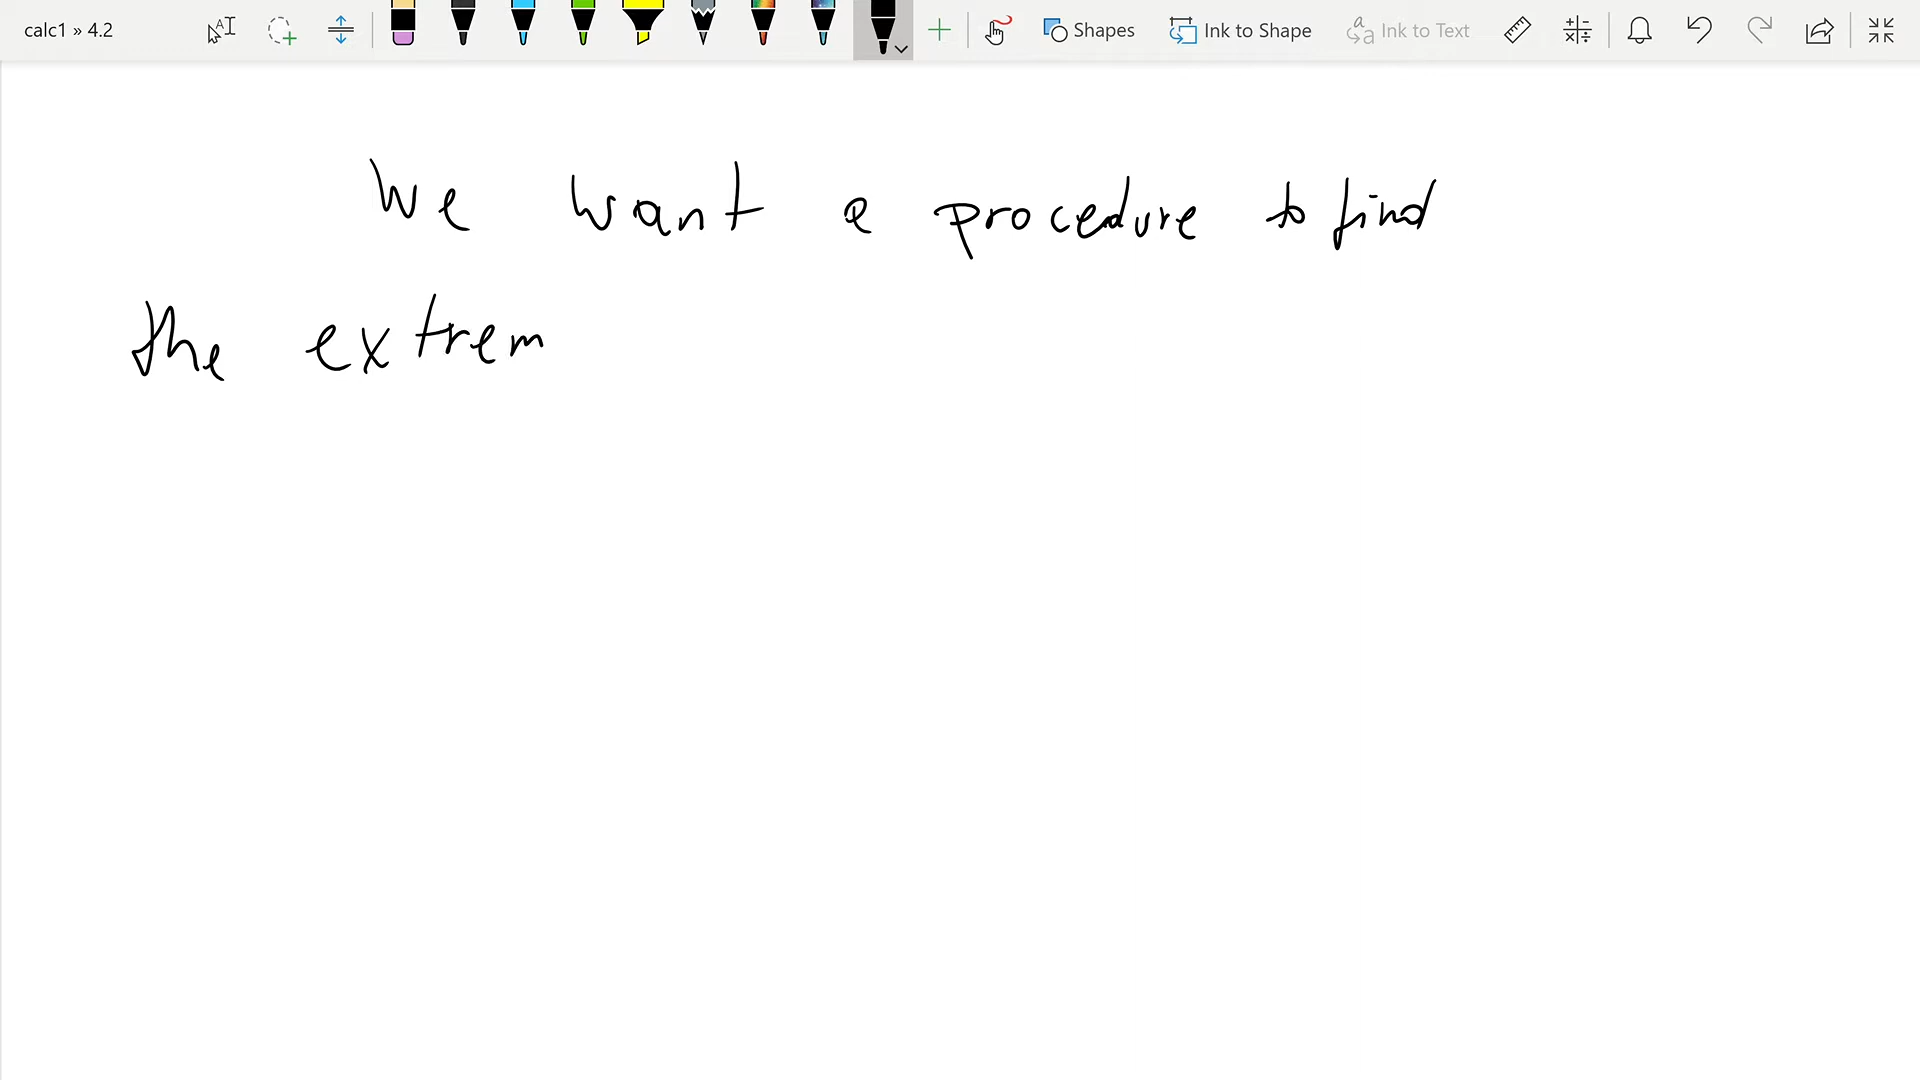 calc1 » 4.2 Shapes Ink to Shape Ink to Text
We want a procedure to find
the extrem